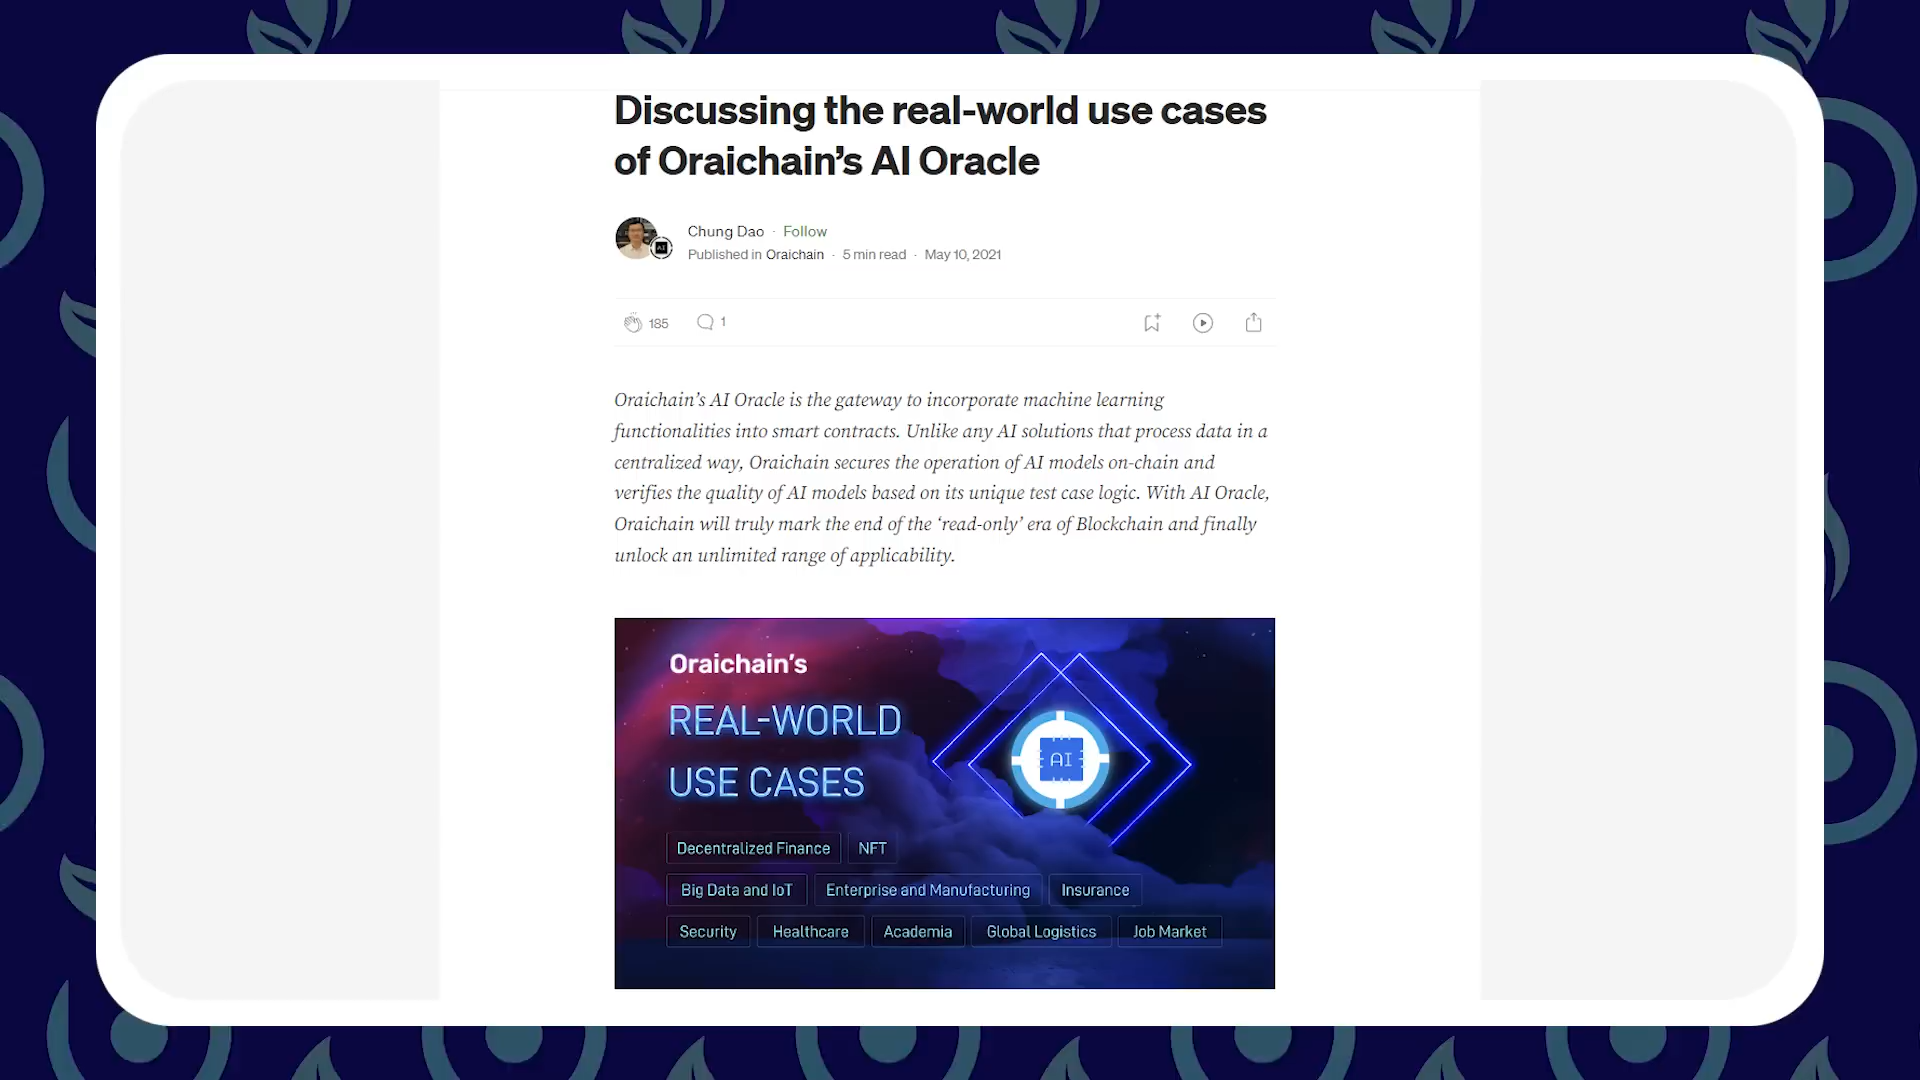 Discussing the real-world use cases
of Oraichain’s AI Oracle
Chung Dao · Follow
Published in Oraichain · 5 min read · May 10, 2021
185 1
Oraichain’s AI Oracle is the gateway to incorporate machine learning
functionalities into smart contracts. Unlike any AI solutions that process data in a
centralized way, Oraichain secures the operation of AI models on-chain and
verifies the quality of AI models based on its unique test case logic. With AI Oracle,
Oraichain will truly mark the end of the ‘read-only’ era of Blockchain and finally
unlock an unlimited range of applicability.
Oraichain’s
REAL-WORLD
USE CASES
AI
Decentralized Finance NFT
Big Data and IoT Enterprise and Manufacturing Insurance
Security Healthcare Academia Global Logistics Job Market